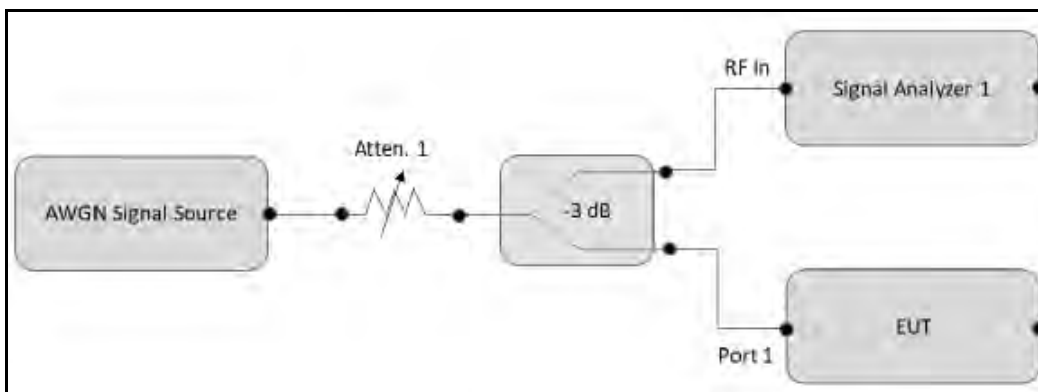 RF In
Signal Analyzer 1
Atten. 1
AWGN Signal Source
-3 dB
EUT
Port 1